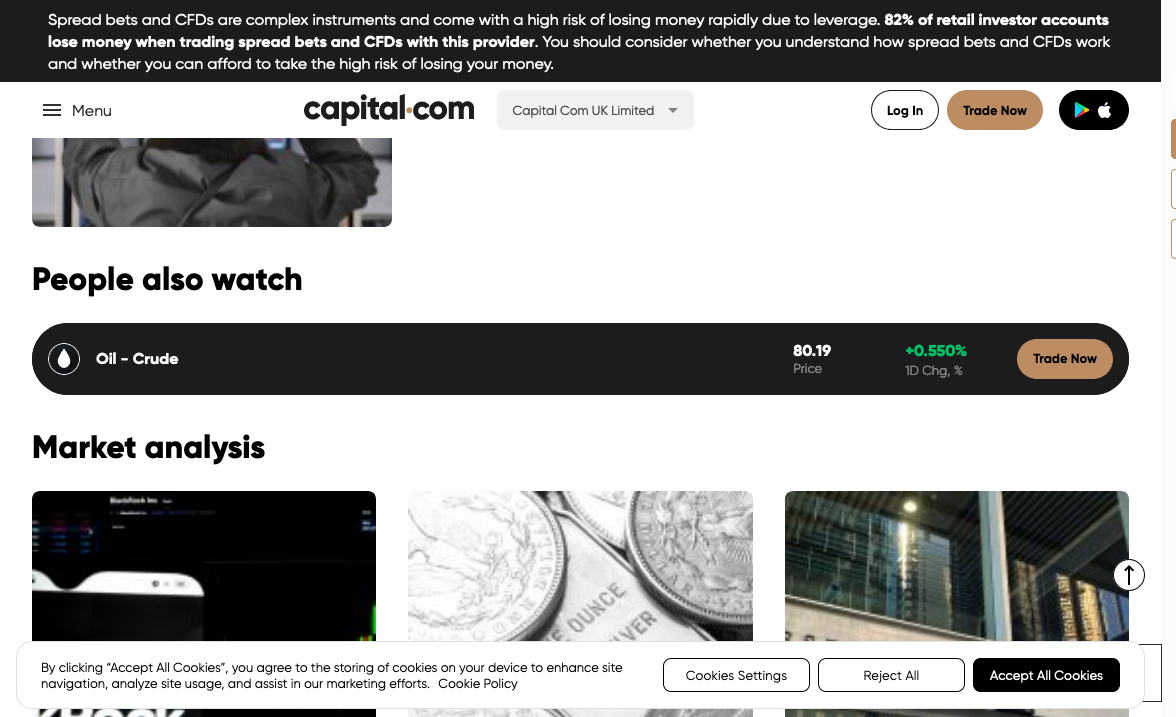 Spread bets and CFDs are complex instruments and come with a high risk of losing money rapidly due to leverage. 82% of retail investor accounts
lose money when trading spread bets and CFDs with this provider. You should consider whether you understand how spread bets and CFDs work
and whether you can afford to take the high risk of losing your money.
Menu
capital.com
Capital Com UK Limited
Log In
Trade Now
People also watch
Oil - Crude
80.19
Price
+0.550%
1D Chg, %
Trade Now
Market analysis
BlackRock Inc
OUNCE
By clicking “Accept All Cookies”, you agree to the storing of cookies on your device to enhance site
navigation, analyze site usage, and assist in our marketing efforts. Cookie Policy
Cookies Settings
Reject All
Accept All Cookies